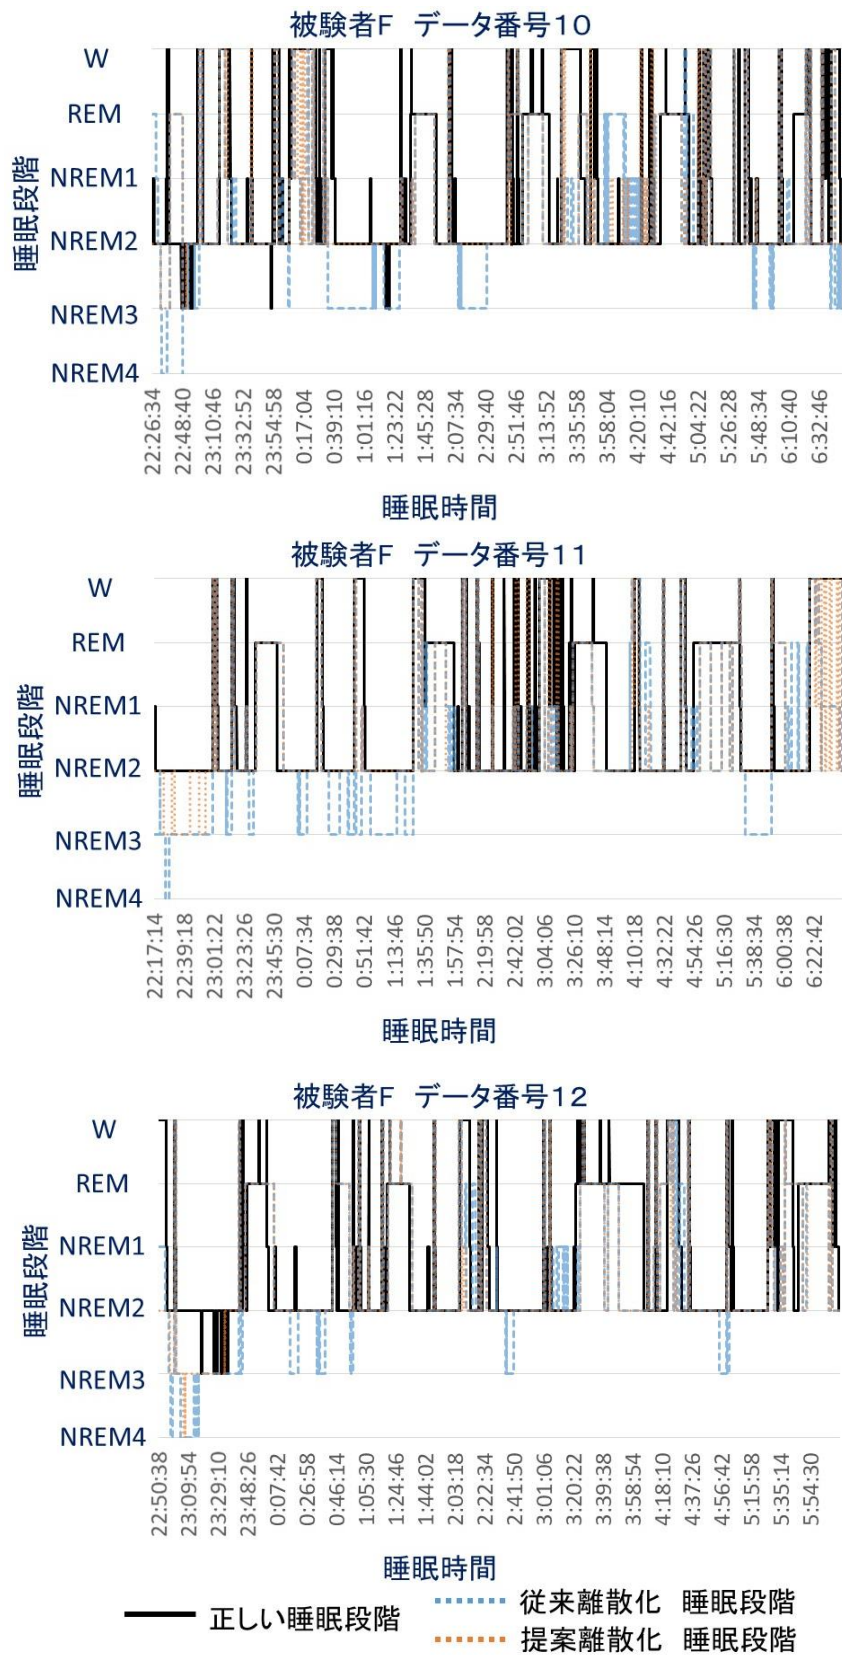 被験者F データ番号10
W
REM
NREM1
NREM2
NREM3
NREM4
睡眠段階
22:26:34 22:48:40 23:10:46 23:32:52 23:54:58 0:17:04 0:39:10 1:01:16 1:23:22 1:45:28 2:07:34 2:29:40 2:51:46 3:13:52 3:35:58 3:58:04 4:20:10 4:42:16 5:04:22 5:26:28 5:48:34 6:10:40 6:32:46
睡眠時間
被験者F データ番号11
W
REM
NREM1
NREM2
NREM3
NREM4
睡眠段階
22:17:14 22:39:18 23:01:22 23:23:26 23:45:30 0:07:34 0:29:38 0:51:42 1:13:46 1:35:50 1:57:54 2:19:58 2:42:02 3:04:06 3:26:10 3:48:14 4:10:18 4:32:22 4:54:26 5:16:30 5:38:34 6:00:38 6:22:42
睡眠時間
被験者F データ番号12
W
REM
NREM1
NREM2
NREM3
NREM4
睡眠段階
22:50:38 23:09:54 23:29:10 23:48:26 0:07:42 0:26:58 0:46:14 1:05:30 1:24:46 1:44:02 2:03:18 2:22:34 2:41:50 3:01:06 3:20:22 3:39:38 3:58:54 4:18:10 4:37:26 4:56:42 5:15:58 5:35:14 5:54:30
睡眠時間
正しい睡眠段階
従来離散化 睡眠段階
提案離散化 睡眠段階